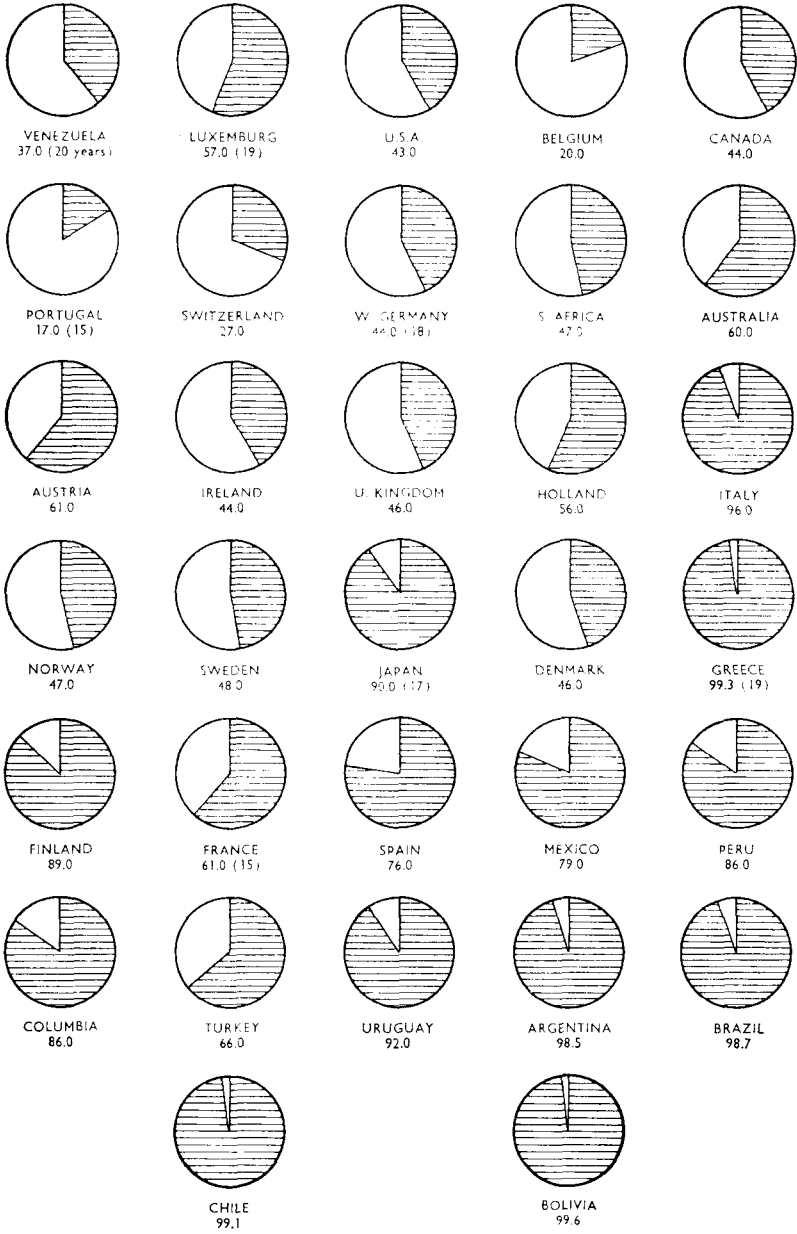 VENEZUELA
37.0 (20 years)
LUXEMBURG
57.0 (19)
U.S.A.
43.0
BELGIUM
20.0
CANADA
44.0
PORTUGAL
17.0 (15)
SWITZERLAND
27.0
W. GERMANY
44.0 (18)
S. AFRICA
47.0
AUSTRALIA
60.0
AUSTRIA
61.0
IRELAND
44.0
U. KINGDOM
46.0
HOLLAND
56.0
ITALY
96.0
NORWAY
47.0
SWEDEN
48.0
JAPAN
90.0 (17)
DENMARK
46.0
GREECE
99.3 (19)
FINLAND
89.0
FRANCE
61.0 (15)
SPAIN
76.0
MEXICO
79.0
PERU
86.0
COLUMBIA
86.0
TURKEY
66.0
URUGUAY
92.0
ARGENTINA
98.5
BRAZIL
98.7
CHILE
99.1
BOLIVIA
99.6